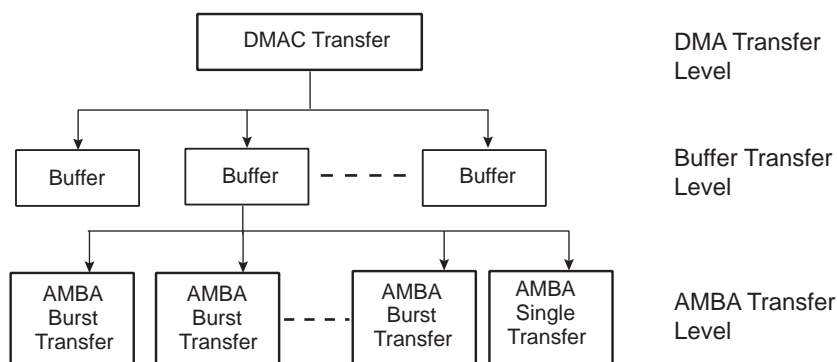 DMAC Transfer
DMA Transfer
Level
Buffer
Buffer
Buffer
Buffer Transfer
Level
AMBA
Burst
Transfer
AMBA
Burst
Transfer
AMBA
Burst
Transfer
AMBA
Single
Transfer
AMBA Transfer
Level